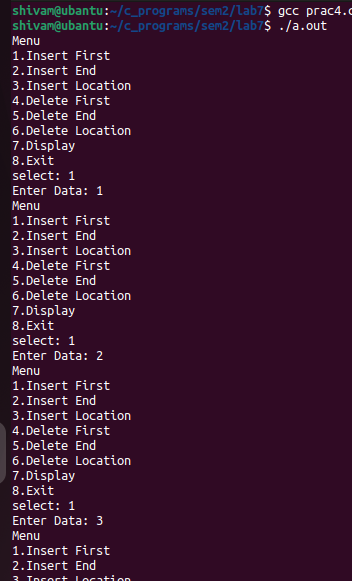 shivam@ubantu:~/c_programs/sem2/lab7$ gcc prac4.c
shivam@ubantu:~/c_programs/sem2/lab7$ ./a.out
Menu
1.Insert First
2.Insert End
3.Insert Location
4.Delete First
5.Delete End
6.Delete Location
7.Display
8.Exit
select: 1
Enter Data: 1
Menu
1.Insert First
2.Insert End
3.Insert Location
4.Delete First
5.Delete End
6.Delete Location
7.Display
8.Exit
select: 1
Enter Data: 2
Menu
1.Insert First
2.Insert End
3.Insert Location
4.Delete First
5.Delete End
6.Delete Location
7.Display
8.Exit
select: 1
Enter Data: 3
Menu
1.Insert First
2.Insert End
3.Insert Location